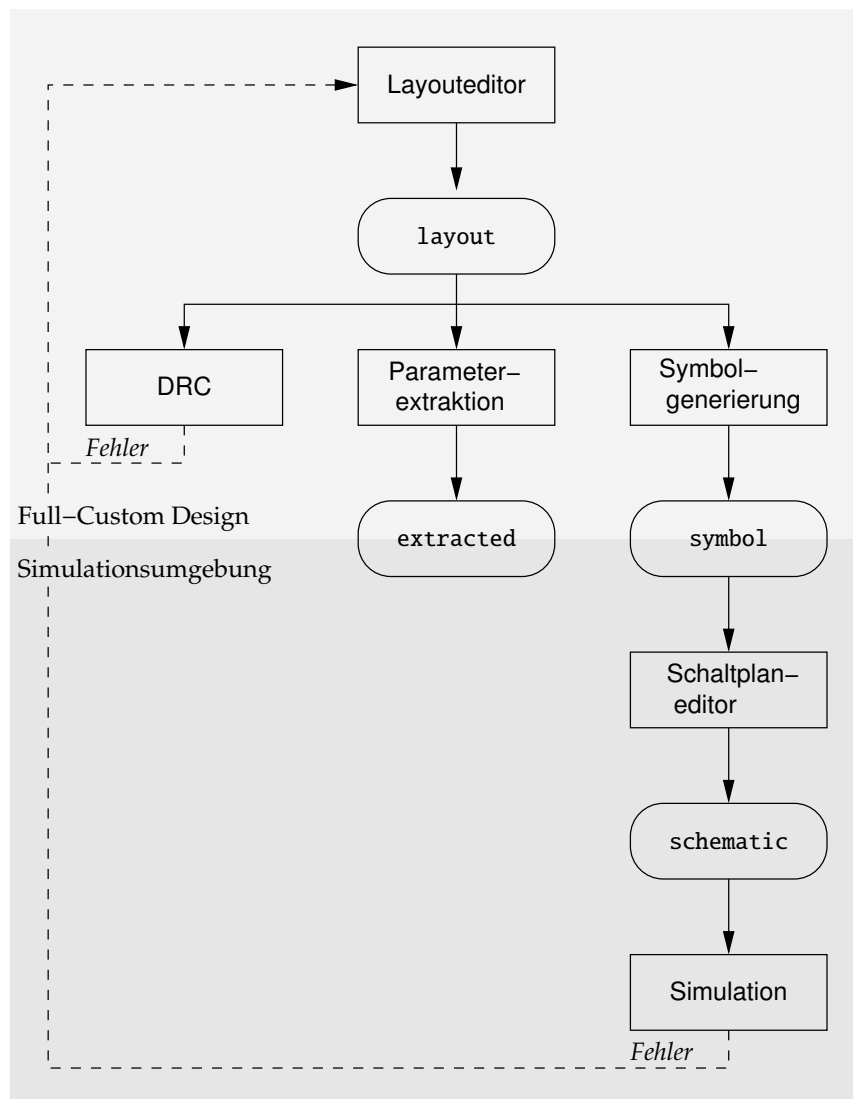 Layouteditor
layout
DRC
Parameter−
extraktion
Symbol−
generierung
Fehler
Full−Custom Design
extracted
symbol
Simulationsumgebung
Schaltplan−
editor
schematic
Simulation
Fehler